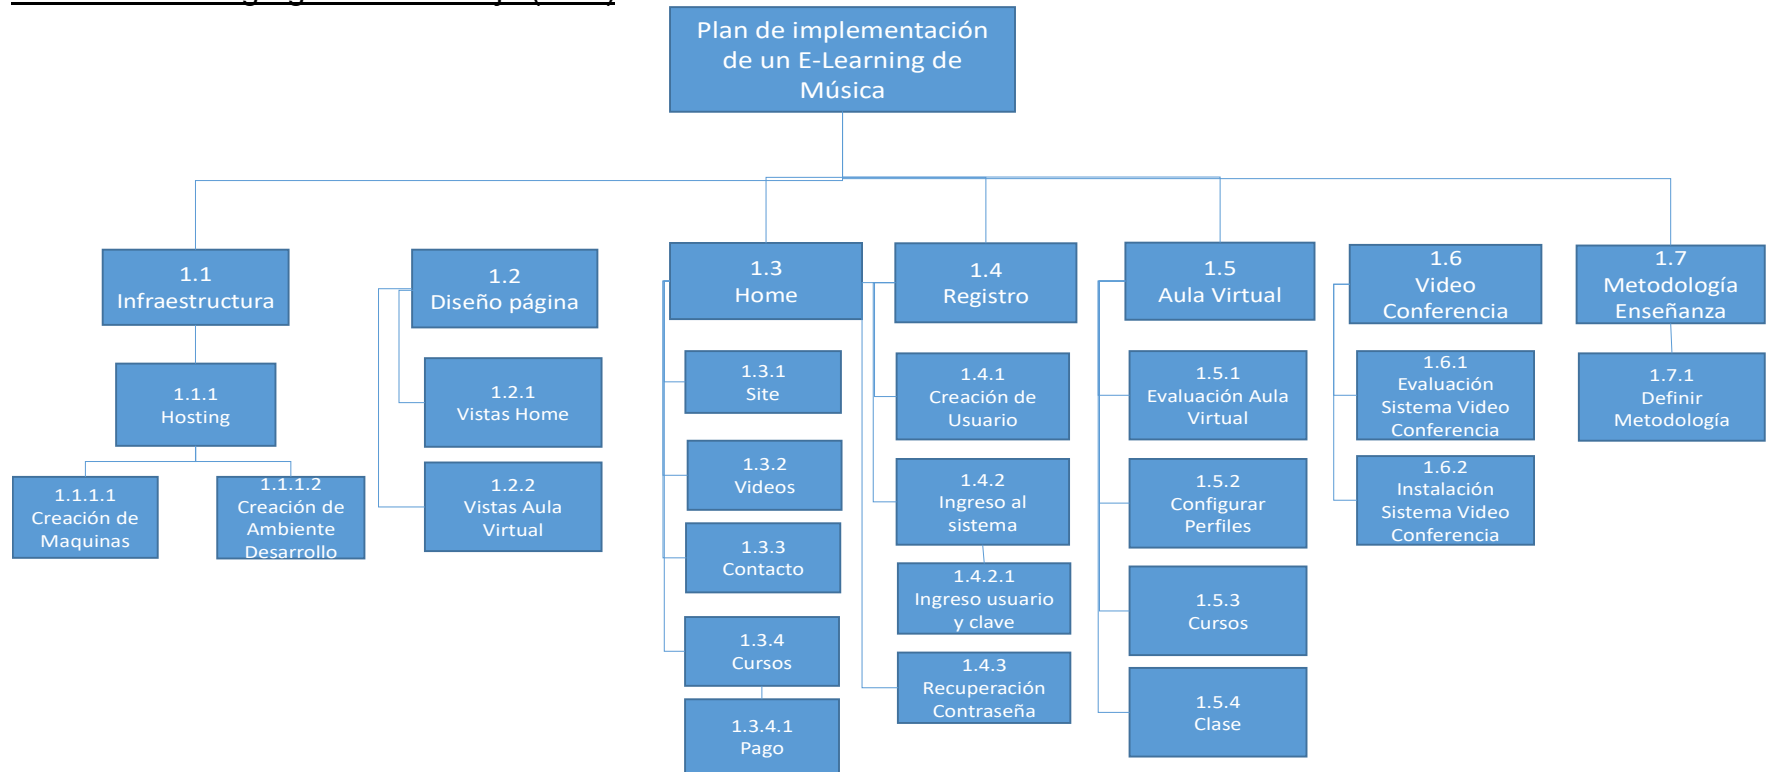 Plan de implementación
de un E-Learning de
Música
1.1
Infraestructura
1.2
Diseño página
1.3
Home
1.4
Registro
1.5
Aula Virtual
1.6
Video
Conferencia
1.7
Metodología
Enseñanza
1.1.1
Hosting
1.1.1.1
Creación de
Maquinas
1.1.1.2
Creación de
Ambiente
Desarrollo
1.2.1
Vistas Home
1.2.2
Vistas Aula
Virtual
1.3.1
Site
1.3.2
Videos
1.3.3
Contacto
1.3.4
Cursos
1.3.4.1
Pago
1.4.1
Creación de
Usuario
1.4.2
Ingreso al
sistema
1.4.2.1
Ingreso usuario
y clave
1.4.3
Recuperación
Contraseña
1.5.1
Evaluación Aula
Virtual
1.5.2
Configurar
Perfiles
1.5.3
Cursos
1.5.4
Clase
1.6.1
Evaluación
Sistema Video
Conferencia
1.6.2
Instalación
Sistema Video
Conferencia
1.7.1
Definir
Metodología